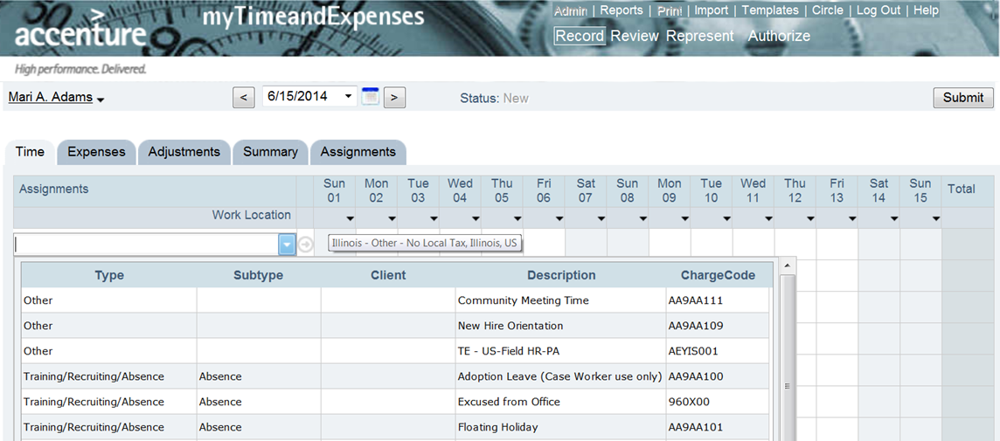 Admin | Reports | Print | Import | Templates | Circle | Log Out | Help
myTimeandExpenses
accenture
Record Review Represent Authorize
High performance. Delivered.
Mari A. Adams < 6/15/2014 > Status: New Submit
Time Expenses Adjustments Summary Assignments
Assignments Sun 01 Mon 02 Tue 03 Wed 04 Thu 05 Fri 06 Sat 07 Sun 08 Mon 09 Tue 10 Wed 11 Thu 12 Fri 13 Sat 14 Sun 15 Total
Work Location
Illinois - Other - No Local Tax, Illinois, US
Type Subtype Client Description ChargeCode
Other Community Meeting Time AA9AA111
Other New Hire Orientation AA9AA109
Other TE - US-Field HR-PA AEYIS001
Training/Recruiting/Absence Absence Adoption Leave (Case Worker use only) AA9AA100
Training/Recruiting/Absence Absence Excused from Office 960X00
Training/Recruiting/Absence Absence Floating Holiday AA9AA101